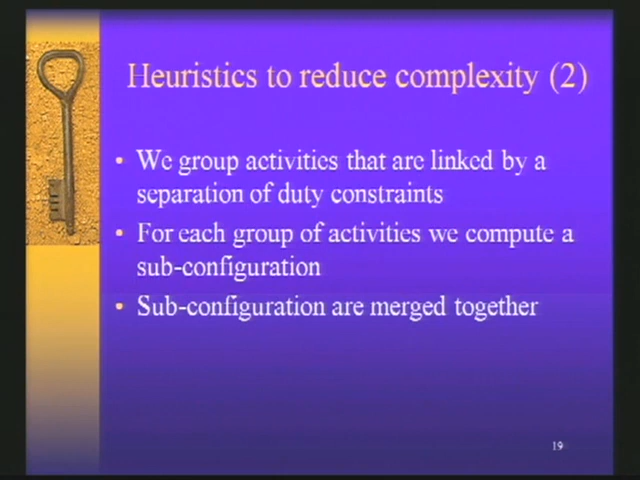 Heuristics to reduce complexity (2)
• We group activities that are linked by a
separation of duty constraints
• For each group of activities we compute a
sub-configuration
• Sub-configuration are merged together
19